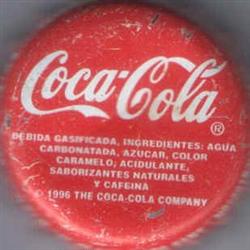 Coca-Cola
®
BEBIDA GASIFICADA, INGREDIENTES: AGUA
CARBONATADA, AZUCAR, COLOR
CARAMELO; ACIDULANTE,
SABORIZANTES NATURALES
Y CAFEINA
© 1996 THE COCA-COLA COMPANY